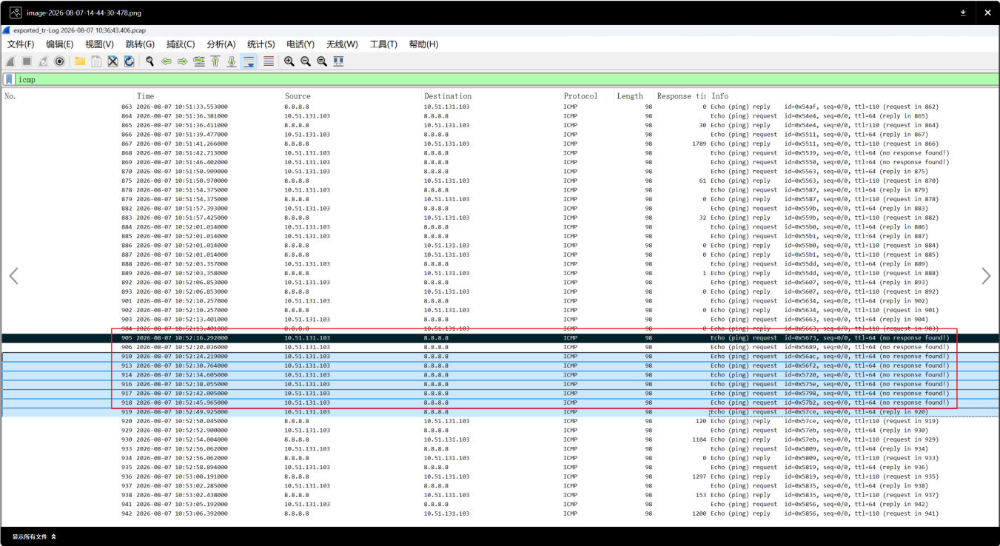 image-2026-08-07-14-44-30-478.png
exported_tr-Log 2026-08-07 10;36;43.406.pcap
文件(F) 编辑(E) 视图(V) 跳转(G) 捕获(C) 分析(A) 统计(S) 电话(Y) 无线(W) 工具(T) 帮助(H)
icmp
No. Time Source Destination Protocol Length Response tin Info
863 2026-08-07 10:51:33.553000 8.8.8.8 10.51.131.103 ICMP 98 0 Echo (ping) reply id=0x54af, seq=0/0, ttl=110 (request in 862)
864 2026-08-07 10:51:36.381000 10.51.131.103 8.8.8.8 ICMP 98 Echo (ping) request id=0x54e4, seq=0/0, ttl=64 (reply in 865)
865 2026-08-07 10:51:36.411000 8.8.8.8 10.51.131.103 ICMP 98 30 Echo (ping) reply id=0x54e4, seq=0/0, ttl=110 (request in 864)
866 2026-08-07 10:51:39.477000 10.51.131.103 8.8.8.8 ICMP 98 Echo (ping) request id=0x5511, seq=0/0, ttl=64 (reply in 867)
867 2026-08-07 10:51:41.266000 8.8.8.8 10.51.131.103 ICMP 98 1789 Echo (ping) reply id=0x5511, seq=0/0, ttl=110 (request in 866)
868 2026-08-07 10:51:42.713000 10.51.131.103 8.8.8.8 ICMP 98 Echo (ping) request id=0x5539, seq=0/0, ttl=64 (no response found!)
869 2026-08-07 10:51:46.402000 10.51.131.103 8.8.8.8 ICMP 98 Echo (ping) request id=0x5550, seq=0/0, ttl=64 (no response found!)
870 2026-08-07 10:51:50.909000 10.51.131.103 8.8.8.8 ICMP 98 Echo (ping) request id=0x5563, seq=0/0, ttl=64 (reply in 875)
875 2026-08-07 10:51:50.970000 8.8.8.8 10.51.131.103 ICMP 98 61 Echo (ping) reply id=0x5563, seq=0/0, ttl=110 (request in 870)
878 2026-08-07 10:51:54.375000 10.51.131.103 8.8.8.8 ICMP 98 Echo (ping) request id=0x5587, seq=0/0, ttl=64 (reply in 879)
879 2026-08-07 10:51:54.375000 8.8.8.8 10.51.131.103 ICMP 98 0 Echo (ping) reply id=0x5587, seq=0/0, ttl=110 (request in 878)
882 2026-08-07 10:51:57.393000 10.51.131.103 8.8.8.8 ICMP 98 Echo (ping) request id=0x559b, seq=0/0, ttl=64 (reply in 883)
883 2026-08-07 10:51:57.425000 8.8.8.8 10.51.131.103 ICMP 98 32 Echo (ping) reply id=0x559b, seq=0/0, ttl=110 (request in 882)
884 2026-08-07 10:52:01.014000 10.51.131.103 8.8.8.8 ICMP 98 Echo (ping) request id=0x55b0, seq=0/0, ttl=64 (reply in 886)
885 2026-08-07 10:52:01.014000 10.51.131.103 8.8.8.8 ICMP 98 Echo (ping) request id=0x55b1, seq=0/0, ttl=64 (reply in 887)
886 2026-08-07 10:52:01.014000 8.8.8.8 10.51.131.103 ICMP 98 0 Echo (ping) reply id=0x55b0, seq=0/0, ttl=110 (request in 884)
887 2026-08-07 10:52:01.014000 8.8.8.8 10.51.131.103 ICMP 98 0 Echo (ping) reply id=0x55b1, seq=0/0, ttl=110 (request in 885)
888 2026-08-07 10:52:03.357000 10.51.131.103 8.8.8.8 ICMP 98 Echo (ping) request id=0x55dd, seq=0/0, ttl=64 (reply in 889)
889 2026-08-07 10:52:03.358000 8.8.8.8 10.51.131.103 ICMP 98 1 Echo (ping) reply id=0x55dd, seq=0/0, ttl=110 (request in 888)
892 2026-08-07 10:52:06.853000 10.51.131.103 8.8.8.8 ICMP 98 Echo (ping) request id=0x5607, seq=0/0, ttl=64 (reply in 893)
893 2026-08-07 10:52:06.853000 8.8.8.8 10.51.131.103 ICMP 98 0 Echo (ping) reply id=0x5607, seq=0/0, ttl=110 (request in 892)
901 2026-08-07 10:52:10.257000 10.51.131.103 8.8.8.8 ICMP 98 Echo (ping) request id=0x5634, seq=0/0, ttl=64 (reply in 902)
902 2026-08-07 10:52:10.257000 8.8.8.8 10.51.131.103 ICMP 98 0 Echo (ping) reply id=0x5634, seq=0/0, ttl=110 (request in 901)
903 2026-08-07 10:52:13.401000 10.51.131.103 8.8.8.8 ICMP 98 Echo (ping) request id=0x5663, seq=0/0, ttl=64 (reply in 904)
904 2026-08-07 10:52:13.401000 8.8.8.8 10.51.131.103 ICMP 98 0 Echo (ping) reply id=0x5663, seq=0/0, ttl=110 (request in 903)
905 2026-08-07 10:52:16.292000 10.51.131.103 8.8.8.8 ICMP 98 Echo (ping) request id=0x5673, seq=0/0, ttl=64 (no response found!)
906 2026-08-07 10:52:20.036000 10.51.131.103 8.8.8.8 ICMP 98 Echo (ping) request id=0x5689, seq=0/0, ttl=64 (no response found!)
910 2026-08-07 10:52:24.219000 10.51.131.103 8.8.8.8 ICMP 98 Echo (ping) request id=0x56ac, seq=0/0, ttl=64 (no response found!)
913 2026-08-07 10:52:30.764000 10.51.131.103 8.8.8.8 ICMP 98 Echo (ping) request id=0x56f2, seq=0/0, ttl=64 (no response found!)
914 2026-08-07 10:52:34.605000 10.51.131.103 8.8.8.8 ICMP 98 Echo (ping) request id=0x5720, seq=0/0, ttl=64 (no response found!)
916 2026-08-07 10:52:38.055000 10.51.131.103 8.8.8.8 ICMP 98 Echo (ping) request id=0x575e, seq=0/0, ttl=64 (no response found!)
917 2026-08-07 10:52:42.005000 10.51.131.103 8.8.8.8 ICMP 98 Echo (ping) request id=0x5798, seq=0/0, ttl=64 (no response found!)
918 2026-08-07 10:52:45.965000 10.51.131.103 8.8.8.8 ICMP 98 Echo (ping) request id=0x57b2, seq=0/0, ttl=64 (no response found!)
919 2026-08-07 10:52:49.925000 10.51.131.103 8.8.8.8 ICMP 98 Echo (ping) request id=0x57ce, seq=0/0, ttl=64 (reply in 920)
920 2026-08-07 10:52:50.045000 8.8.8.8 10.51.131.103 ICMP 98 120 Echo (ping) reply id=0x57ce, seq=0/0, ttl=110 (request in 919)
929 2026-08-07 10:52:52.900000 10.51.131.103 8.8.8.8 ICMP 98 Echo (ping) request id=0x57eb, seq=0/0, ttl=64 (reply in 930)
930 2026-08-07 10:52:54.004000 8.8.8.8 10.51.131.103 ICMP 98 1104 Echo (ping) reply id=0x57eb, seq=0/0, ttl=110 (request in 929)
933 2026-08-07 10:52:56.062000 10.51.131.103 8.8.8.8 ICMP 98 Echo (ping) request id=0x5809, seq=0/0, ttl=64 (reply in 934)
934 2026-08-07 10:52:56.062000 8.8.8.8 10.51.131.103 ICMP 98 0 Echo (ping) reply id=0x5809, seq=0/0, ttl=110 (request in 933)
935 2026-08-07 10:52:58.894000 10.51.131.103 8.8.8.8 ICMP 98 Echo (ping) request id=0x5819, seq=0/0, ttl=64 (reply in 936)
936 2026-08-07 10:53:00.191000 8.8.8.8 10.51.131.103 ICMP 98 1297 Echo (ping) reply id=0x5819, seq=0/0, ttl=110 (request in 935)
937 2026-08-07 10:53:02.285000 10.51.131.103 8.8.8.8 ICMP 98 Echo (ping) request id=0x5835, seq=0/0, ttl=64 (reply in 938)
938 2026-08-07 10:53:02.438000 8.8.8.8 10.51.131.103 ICMP 98 153 Echo (ping) reply id=0x5835, seq=0/0, ttl=110 (request in 937)
941 2026-08-07 10:53:05.192000 10.51.131.103 8.8.8.8 ICMP 98 Echo (ping) request id=0x5856, seq=0/0, ttl=64 (reply in 942)
942 2026-08-07 10:53:06.392000 8.8.8.8 10.51.131.103 ICMP 98 1200 Echo (ping) reply id=0x5856, seq=0/0, ttl=110 (request in 941)
显示所有文件